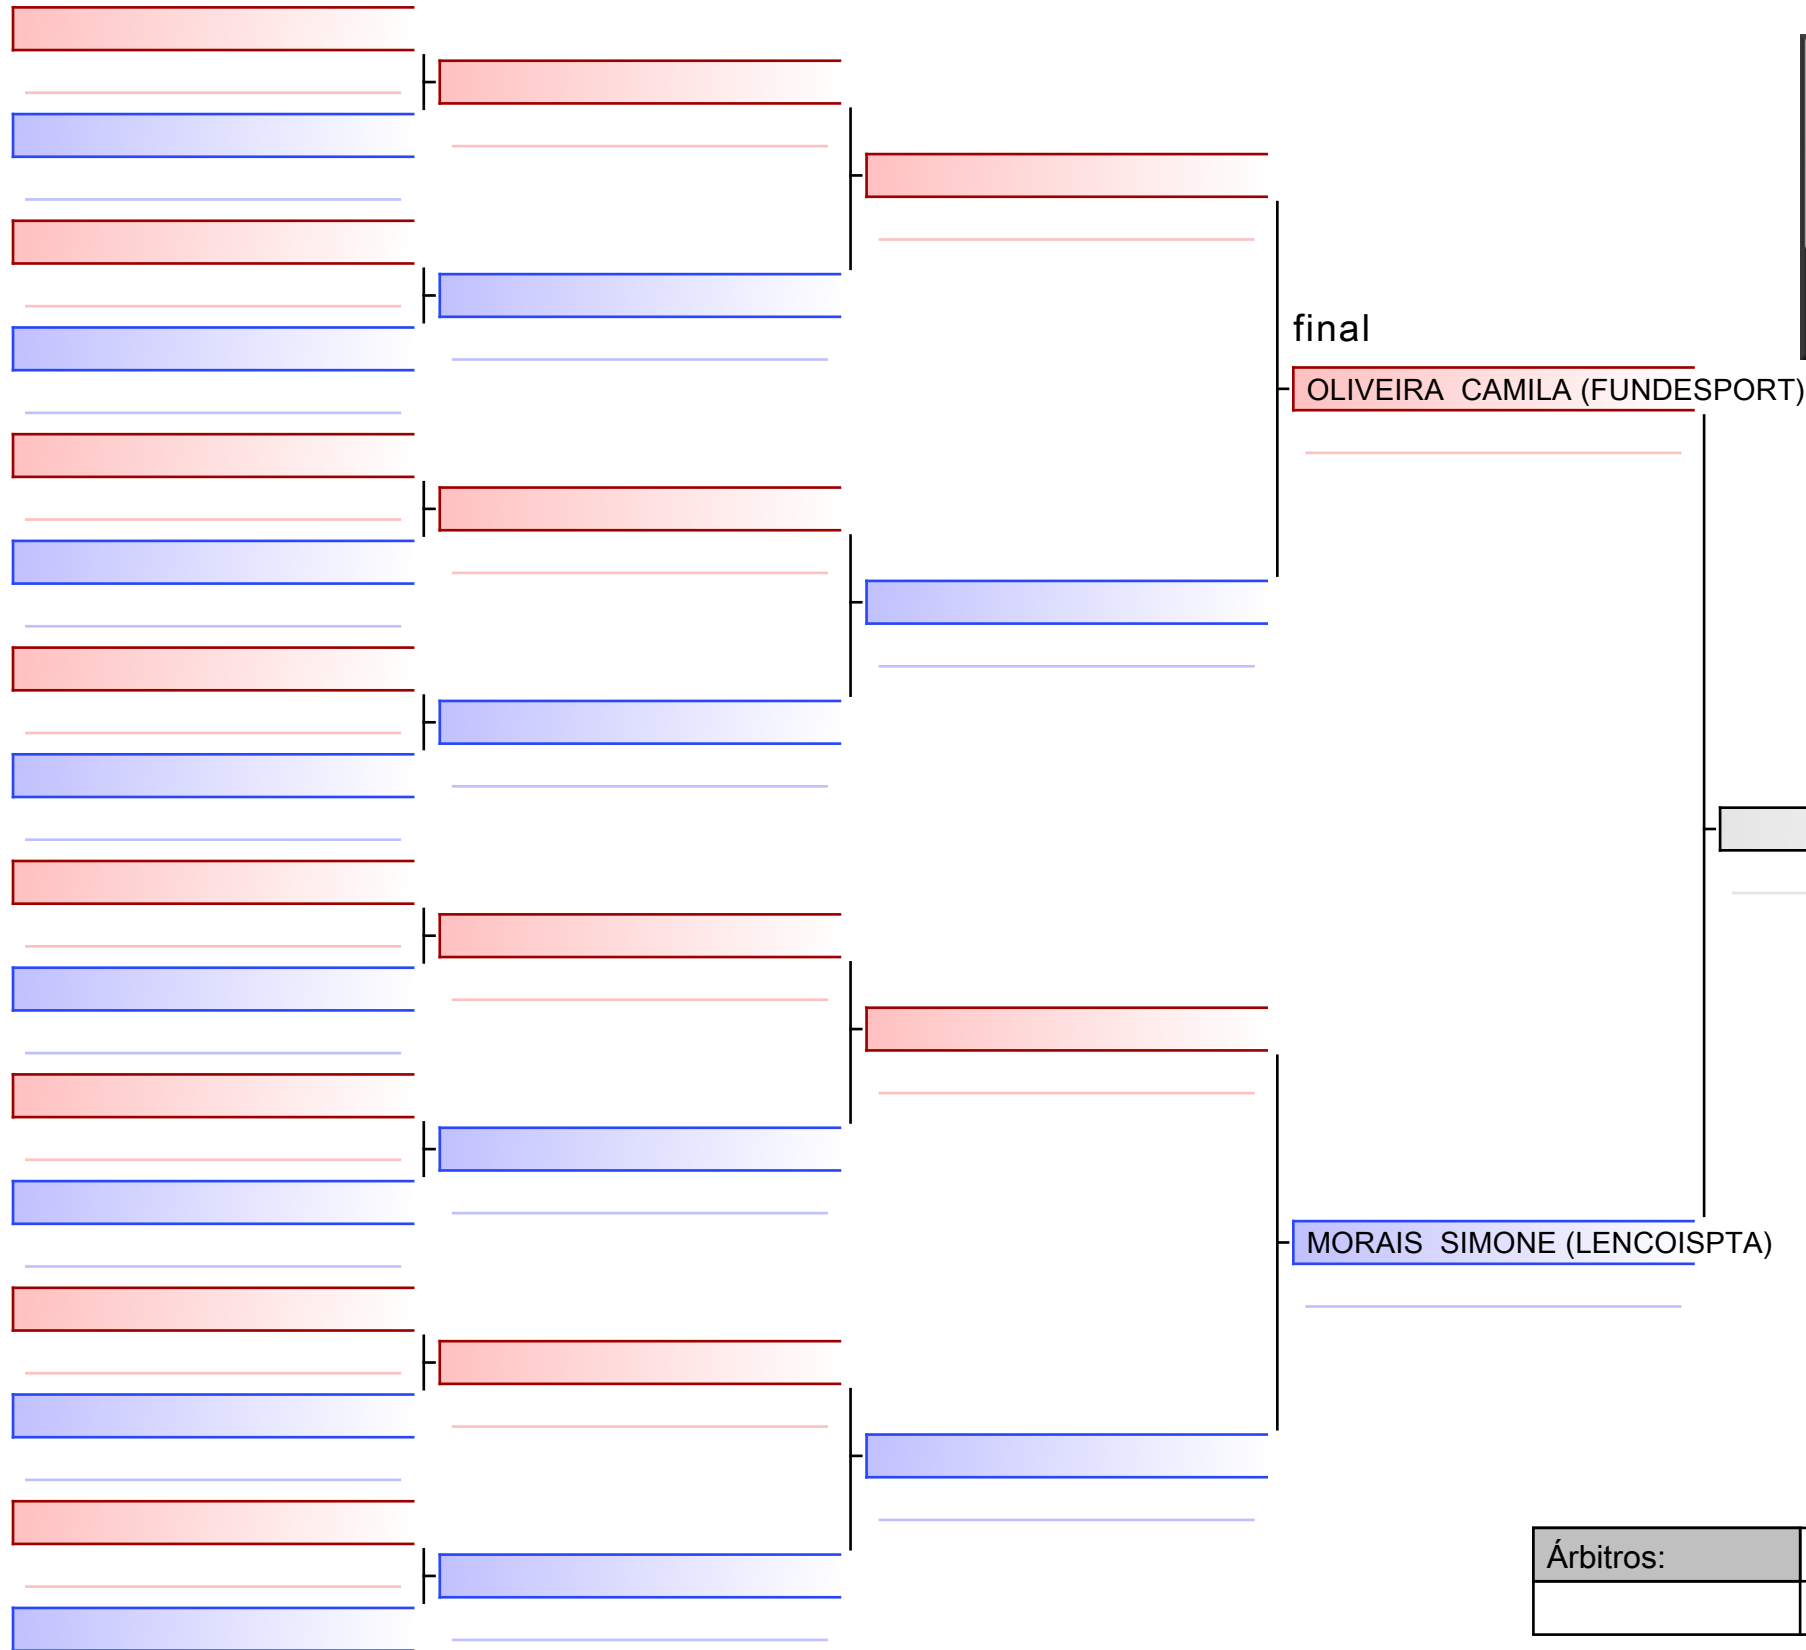 final
OLIVEIRA  CAMILA (FUNDESPORT)
MORAIS  SIMONE (LENCOISPTA)
Árbitros: